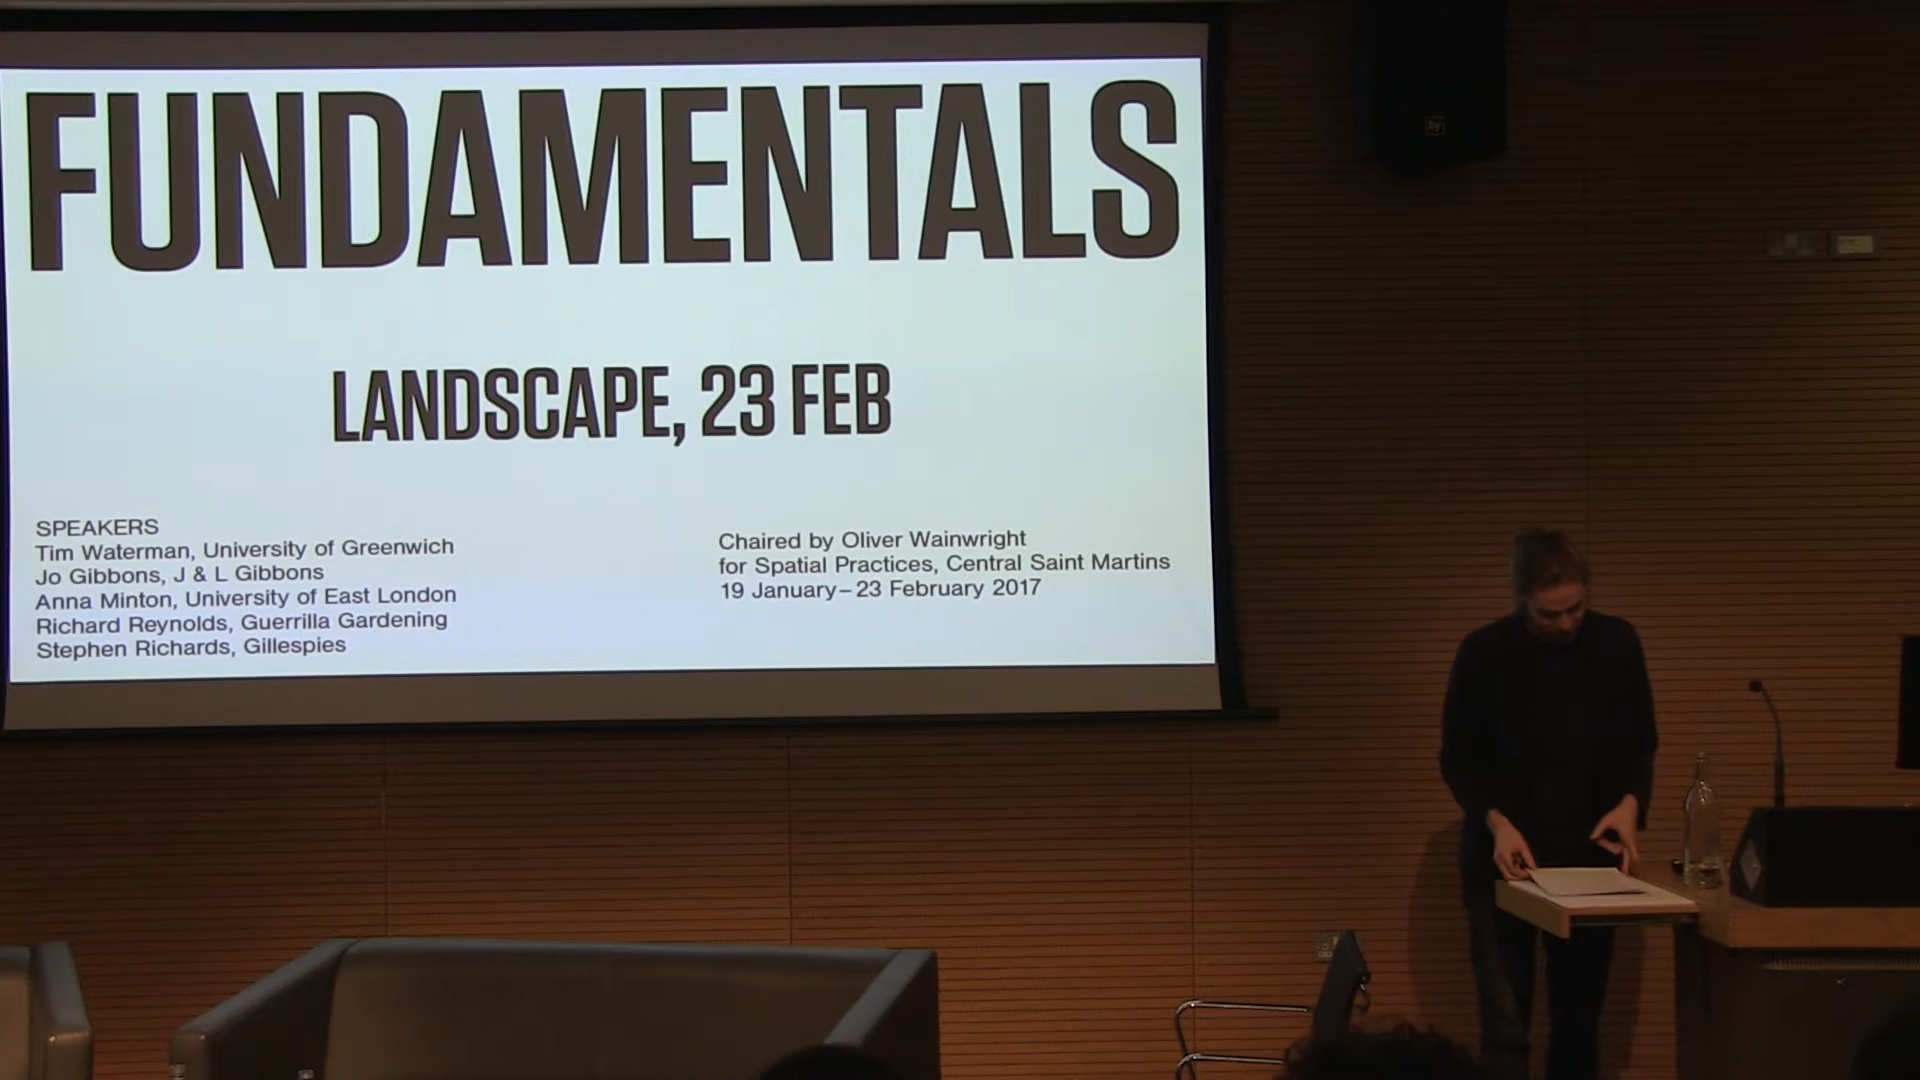 FUNDAMENTALS
LANDSCAPE, 23 FEB
SPEAKERS
Tim Waterman, University of Greenwich
Jo Gibbons, J & L Gibbons
Anna Minton, University of East London
Richard Reynolds, Guerrilla Gardening
Stephen Richards, Gillespies
Chaired by Oliver Wainwright
for Spatial Practices, Central Saint Martins
19 January–23 February 2017
EV